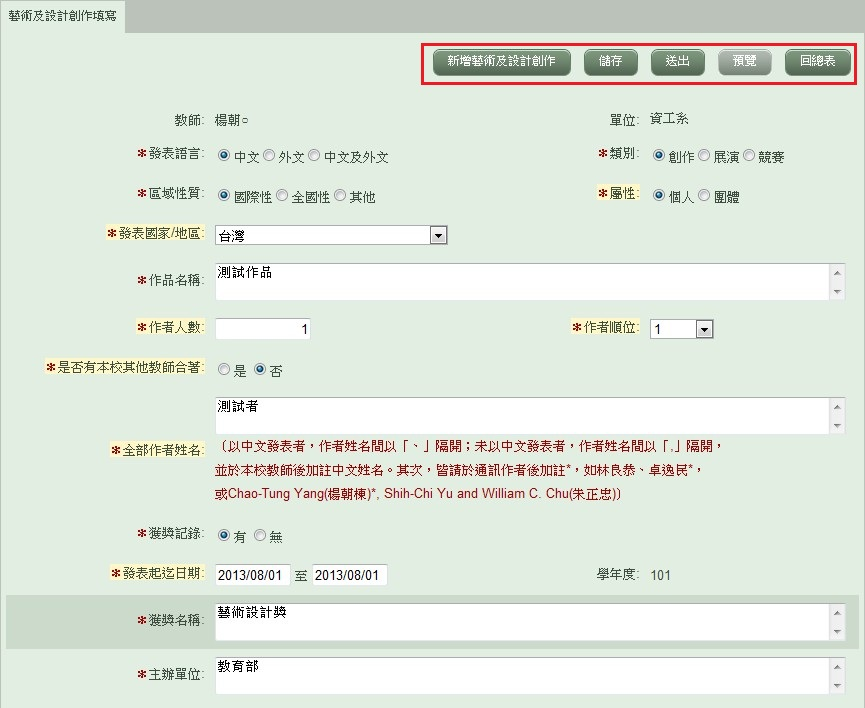 藝術及設計創作填寫
新增藝術及設計創作 儲存 送出 預覽 回總表
教師: 楊朝○ 單位: 資工系
*發表語言: 中文 外文 中文及外文 *類別: 創作 展演 競賽
*區域性質: 國際性 全國性 其他 *屬性: 個人 團體
*發表國家/地區: 台灣
*作品名稱: 測試作品
*作者人數: 1 *作者順位: 1
*是否有本校其他教師合著: 是 否
測試者
*全部作者姓名: 〔以中文發表者，作者姓名間以「、」隔開；未以中文發表者，作者姓名間以「,」隔開，
並於本校教師後加註中文姓名。其次，皆請於通訊作者後加註*，如林良恭、卓逸民*，
或Chao-Tung Yang(楊朝棟)*, Shih-Chi Yu and William C. Chu(朱正忠)〕
*獲獎記錄: 有 無
*發表起迄日期: 2013/08/01 至 2013/08/01 學年度: 101
*獲獎名稱: 藝術設計獎
*主辦單位: 教育部